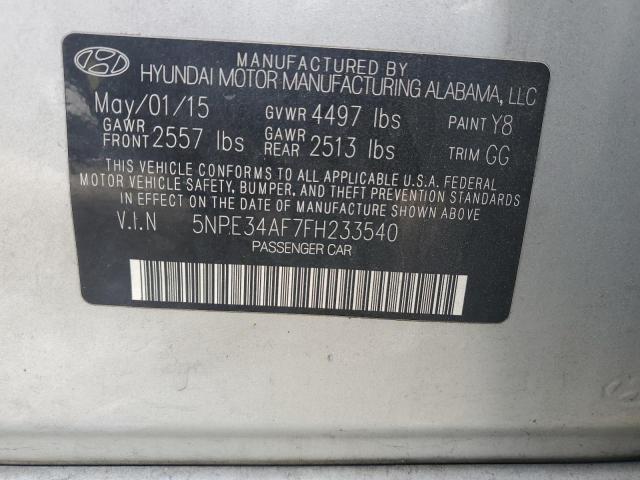 MANUFACTURED BY
HYUNDAI MOTOR MANUFACTURING ALABAMA, LLC
May/01/15 GVWR 4497 lbs PAINT Y8
GAWR FRONT 2557 lbs GAWR REAR 2513 lbs TRIM GG
THIS VEHICLE CONFORMS TO ALL APPLICABLE U.S.A. FEDERAL
MOTOR VEHICLE SAFETY, BUMPER, AND THEFT PREVENTION STANDARDS
IN EFFECT ON THE DATE OF MANUFACTURE SHOWN ABOVE
V.I.N 5NPE34AF7FH233540
PASSENGER CAR